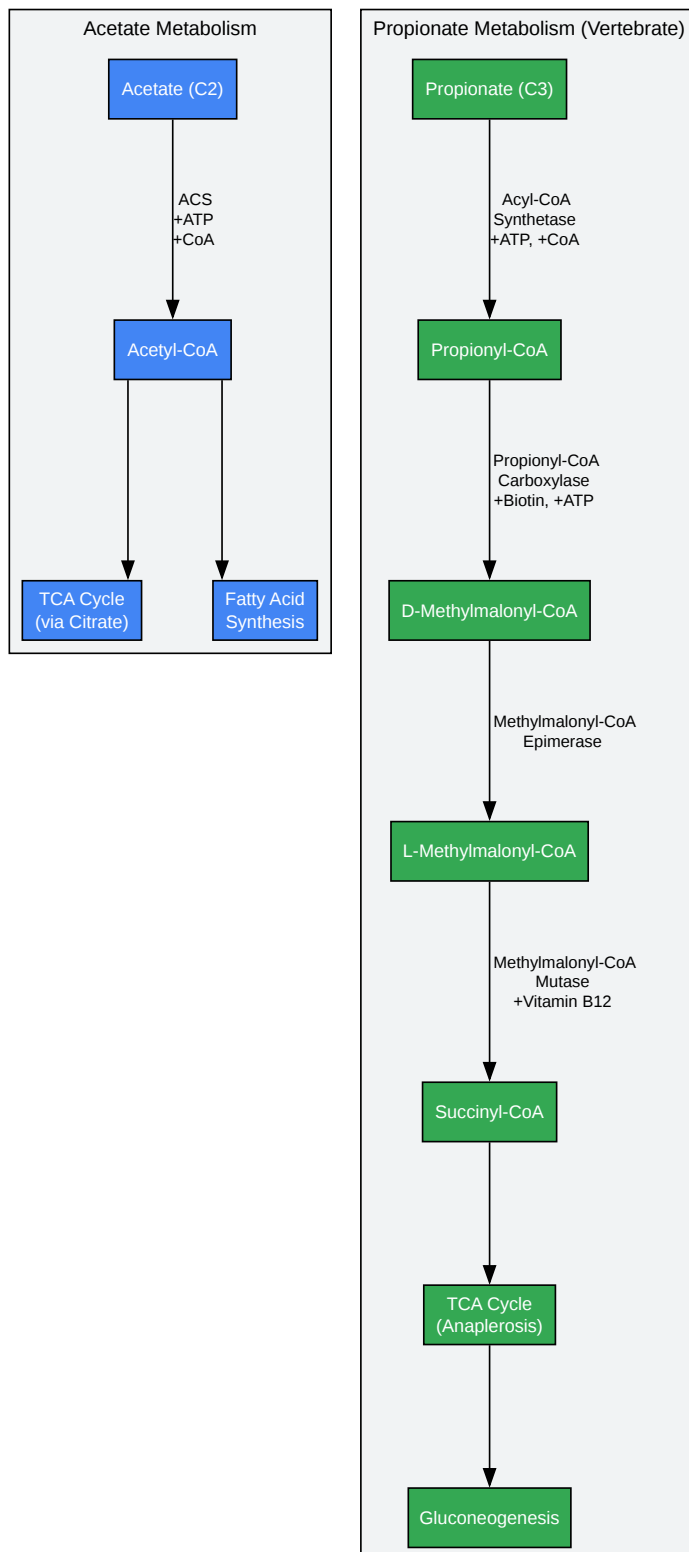 Acetate Metabolism
Acetate (C2)
ACS
+ATP
+CoA
Acetyl-CoA
TCA Cycle
(via Citrate)
Fatty Acid
Synthesis
Propionate Metabolism (Vertebrate)
Propionate (C3)
Acyl-CoA
Synthetase
+ATP, +CoA
Propionyl-CoA
Propionyl-CoA
Carboxylase
+Biotin, +ATP
D-Methylmalonyl-CoA
Methylmalonyl-CoA
Epimerase
L-Methylmalonyl-CoA
Methylmalonyl-CoA
Mutase
+Vitamin B12
Succinyl-CoA
TCA Cycle
(Anaplerosis)
Gluconeogenesis